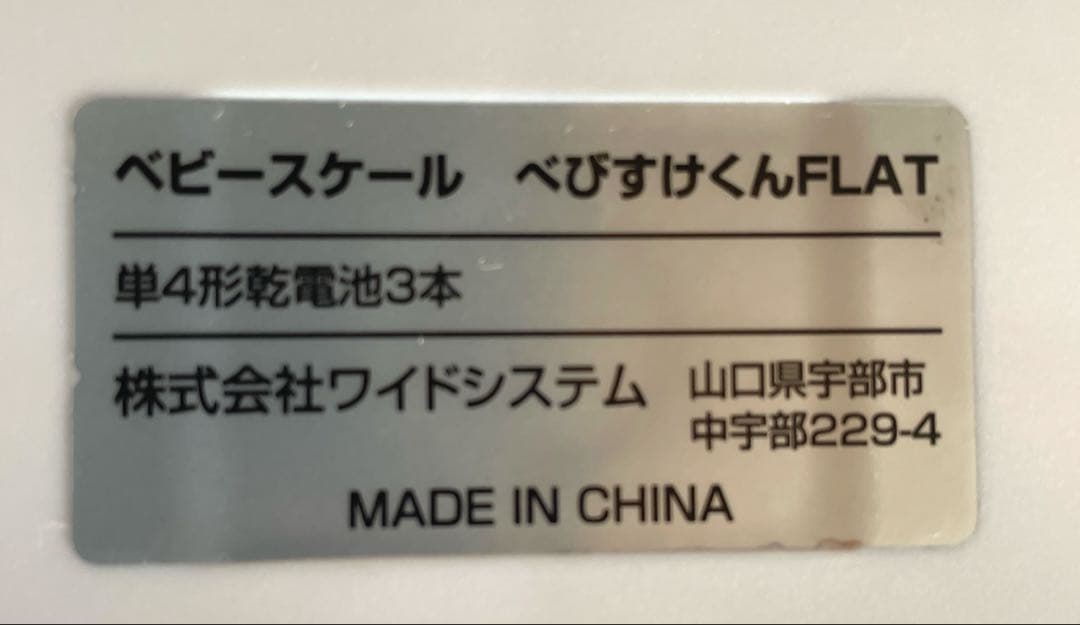 ベビースケール　べびすけくんFLAT
単4形乾電池3本
株式会社ワイドシステム　山口県宇部市
中宇部229-4
MADE IN CHINA